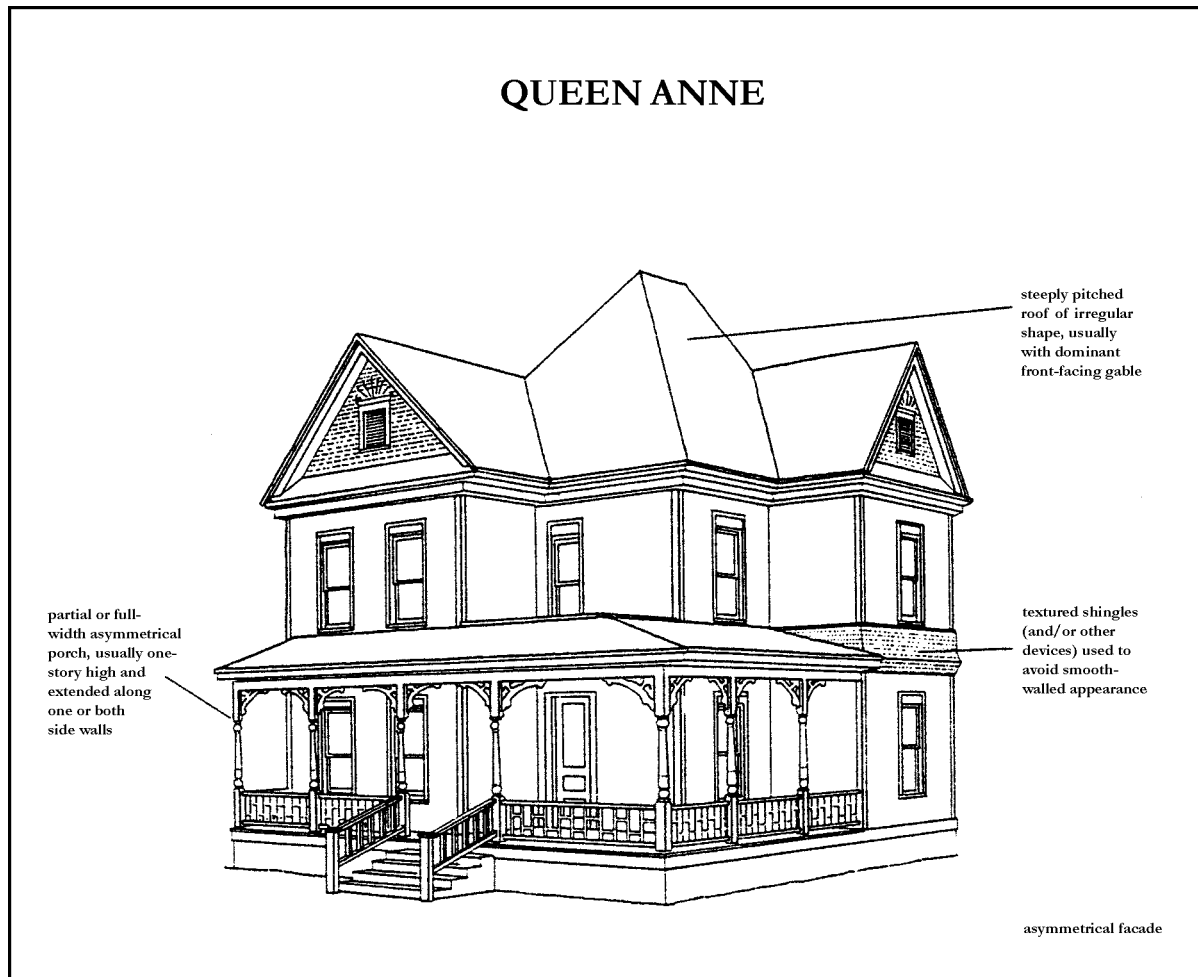 QUEEN ANNE
steeply pitched
roof of irregular
shape, usually
with dominant
front-facing gable
partial or full-
width asymmetrical
porch, usually one-
story high and
extended along
one or both
side walls
textured shingles
(and/or other
devices) used to
avoid smooth-
walled appearance
asymmetrical facade